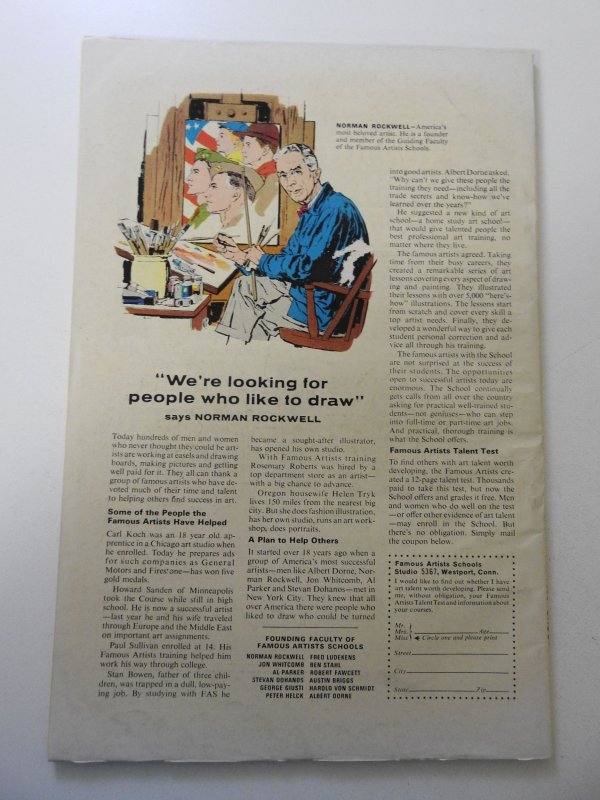 NORMAN ROCKWELL—America's
most beloved artist. He is a founder
and member of the Guiding Faculty
of the Famous Artists Schools.
"We're looking for
people who like to draw"
says NORMAN ROCKWELL
Today hundreds of men and women
who never thought they could be art-
ists are working at easels and drawing
boards, making pictures and getting
well paid for it. They all can thank a
group of famous artists who have de-
voted much of their time and talent
to helping others find success in art.
Some of the People the
Famous Artists Have Helped
Carl Koch was an 18 year old ap-
prentice in a Chicago art studio when
he enrolled. Today he prepares ads
for such companies as General
Motors and Firestone—has won five
gold medals.
Howard Sanden of Minneapolis
took the Course while still in high
school. He is now a successful artist
—last year he and his wife traveled
through Europe and the Middle East
on important art assignments.
Paul Sullivan enrolled at 14. His
Famous Artists training helped him
work his way through college.
Stan Bowen, father of three chil-
dren, was trapped in a dull, low-pay-
ing job. By studying with FAS he
became a sought-after illustrator,
has opened his own studio.
With Famous Artists training
Rosemary Roberts was hired by a
top department store as an artist—
with a big chance to advance.
Oregon housewife Helen Tryk
lives 150 miles from the nearest big
city. But she does fashion illustration,
has her own studio, runs an art work-
shop, does portraits.
A Plan to Help Others
It started over 18 years ago when a
group of America's most successful
artists—men like Albert Dorne, Nor-
man Rockwell, Jon Whitcomb, Al
Parker and Stevan Dohanos—met in
New York City. They knew that all
over America there were people who
liked to draw who could be turned
FOUNDING FACULTY OF
FAMOUS ARTISTS SCHOOLS
NORMAN ROCKWELL FRED LUDEKENS
JON WHITCOMB BEN STAHL
AL PARKER ROBERT FAWCETT
STEVAN DOHANOS AUSTIN BRIGGS
GEORGE GIUSTI HAROLD VON SCHMIDT
PETER HELCK ALBERT DORNE
into good artists. Albert Dorne asked,
"Why can't we give these people the
training they need—including all the
trade secrets and know-how we've
learned over the years?"
He suggested a new kind of art
school—a home study art school—
that would give talented people the
best professional art training, no
matter where they live.
The famous artists agreed. Taking
time from their busy careers, they
created a remarkable series of art
lessons covering every aspect of draw-
ing and painting. They illustrated
their lessons with over 5,000 "here's-
how" illustrations. The lessons start
from scratch and cover every skill a
top artist needs. Finally, they de-
veloped a wonderful way to give each
student personal correction and ad-
vice all through his training.
The famous artists with the School
are not surprised at the success of
their students. The opportunities
open to successful artists today are
enormous. The School continually
gets calls from all over the country
asking for practical well-trained stu-
dents—not geniuses—who can step
into full-time or part-time art jobs.
And practical, thorough training is
what the School offers.
Famous Artists Talent Test
To find others with art talent worth
developing, the Famous Artists cre-
ated a 12-page talent test. Thousands
paid to take this test, but now the
School offers and grades it free. Men
and women who do well on the test
—or offer other evidence of art talent
—may enroll in the School. But
there's no obligation. Simply mail
the coupon below.
Famous Artists Schools
Studio 5367, Westport, Conn.
I would like to find out whether I have
art talent worth developing. Please send
me, without obligation, your Famous
Artists Talent Test and information about
your courses.
Mr.
Mrs. Age
Miss Circle one and please print
Street
City
State Zip